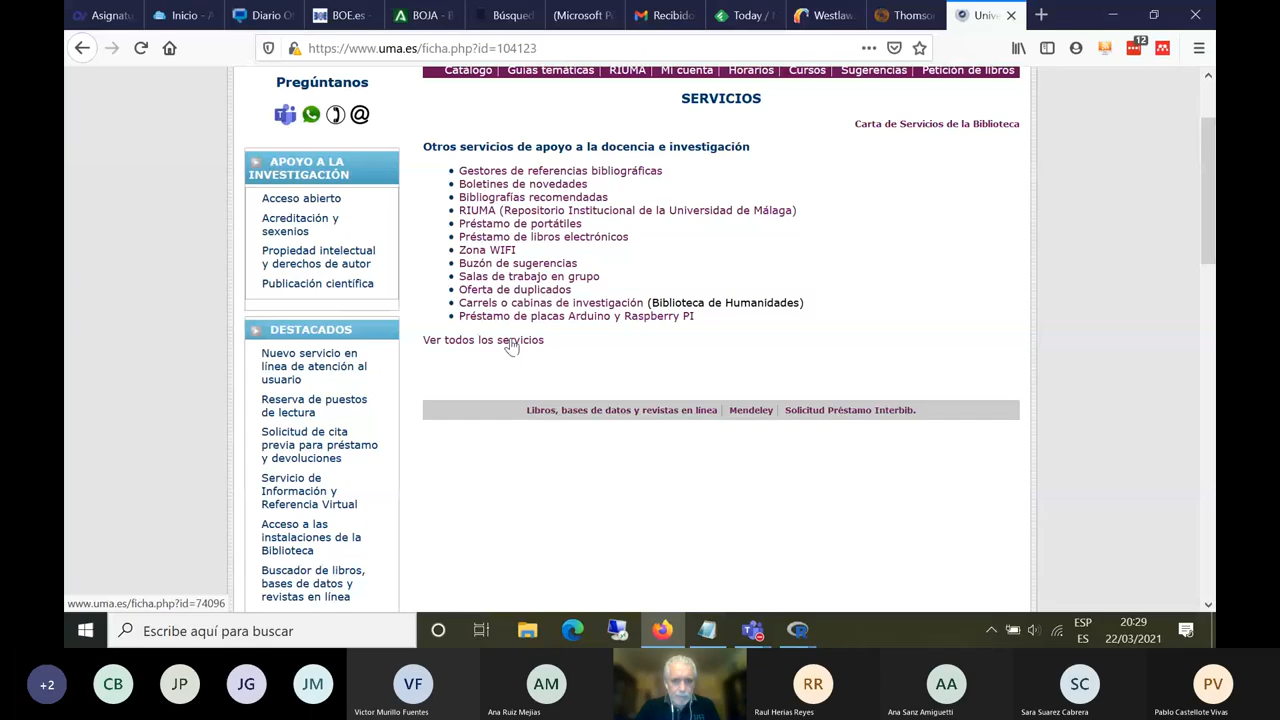 Asignatu
Inicio - A
Diario Of
BOE.es -
BOJA - B
Búsqued
(Microsoft P
Recibido
Today / M
Westlaw
Thomson
Unive
https://www.uma.es/ficha.php?id=104123
12
Pregúntanos
APOYO A LA
INVESTIGACIÓN
Acceso abierto
Acreditación y
sexenios
Propiedad intelectual
y derechos de autor
Publicación científica
DESTACADOS
Nuevo servicio en
línea de atención al
usuario
Reserva de puestos
de lectura
Solicitud de cita
previa para préstamo
y devoluciones
Servicio de
Información y
Referencia Virtual
Acceso a las
instalaciones de la
Biblioteca
Buscador de libros,
bases de datos y
revistas en línea
Catálogo | Guías temáticas | RIUMA | Mi cuenta | Horarios | Cursos | Sugerencias | Petición de libros
SERVICIOS
Carta de Servicios de la Biblioteca
Otros servicios de apoyo a la docencia e investigación
• Gestores de referencias bibliográficas
• Boletines de novedades
• Bibliografías recomendadas
• RIUMA (Repositorio Institucional de la Universidad de Málaga)
• Préstamo de portátiles
• Préstamo de libros electrónicos
• Zona WIFI
• Buzón de sugerencias
• Salas de trabajo en grupo
• Oferta de duplicados
• Carrels o cabinas de investigación (Biblioteca de Humanidades)
• Préstamo de placas Arduino y Raspberry PI
Ver todos los servicios
Libros, bases de datos y revistas en línea | Mendeley | Solicitud Préstamo Interbib.
www.uma.es/ficha.php?id=74096
Escribe aquí para buscar
ESP
ES
20:29
22/03/2021
+2
CB
JP
JG
JM
VF
Victor Murillo Fuentes
AM
Ana Ruiz Mejias
RR
Raul Herias Reyes
AA
Ana Sanz Amiguetti
SC
Sara Suarez Cabrera
PV
Pablo Castellote Vivas